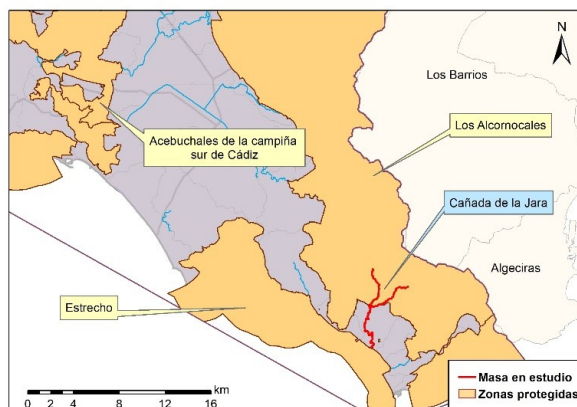 N
Los Barrios
Los Alcornocales
Acebuchales de la campiña
sur de Cádiz
Cañada de la Jara
Algeciras
Estrecho
km
0 2 4 8 12 16
Masa en estudio
Zonas protegidas